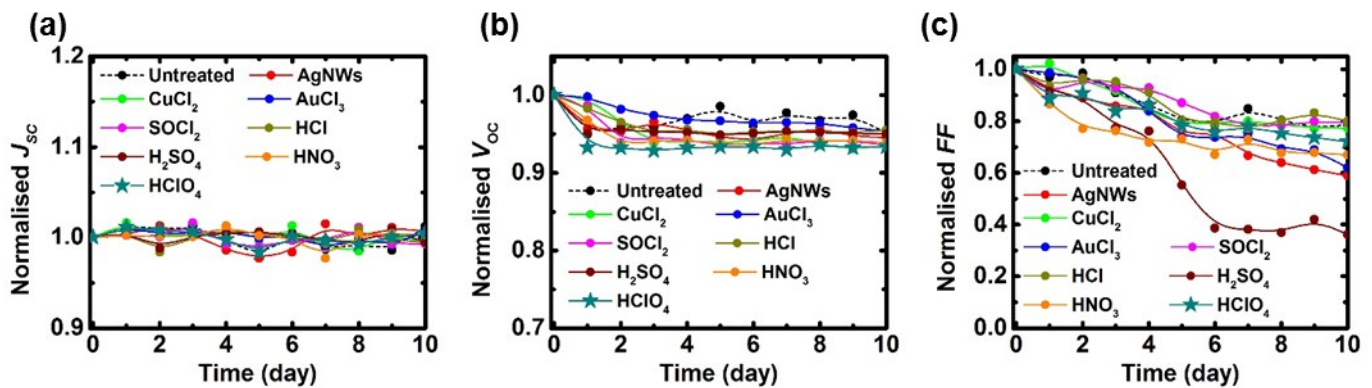 (a)
Normalised J_SC
1.2
1.1
1.0
0.9
Untreated
AgNWs
CuCl₂
AuCl₃
SOCl₂
HCl
H₂SO₄
HNO₃
HClO₄
0 2 4 6 8 10
Time (day)
(b)
Normalised V_OC
1.0
0.9
0.8
0.7
Untreated
AgNWs
CuCl₂
AuCl₃
SOCl₂
HCl
H₂SO₄
HNO₃
HClO₄
0 2 4 6 8 10
Time (day)
(c)
Normalised FF
1.0
0.8
0.6
0.4
0.2
0.0
Untreated
AgNWs
CuCl₂
AuCl₃
SOCl₂
HCl
H₂SO₄
HNO₃
HClO₄
0 2 4 6 8 10
Time (day)